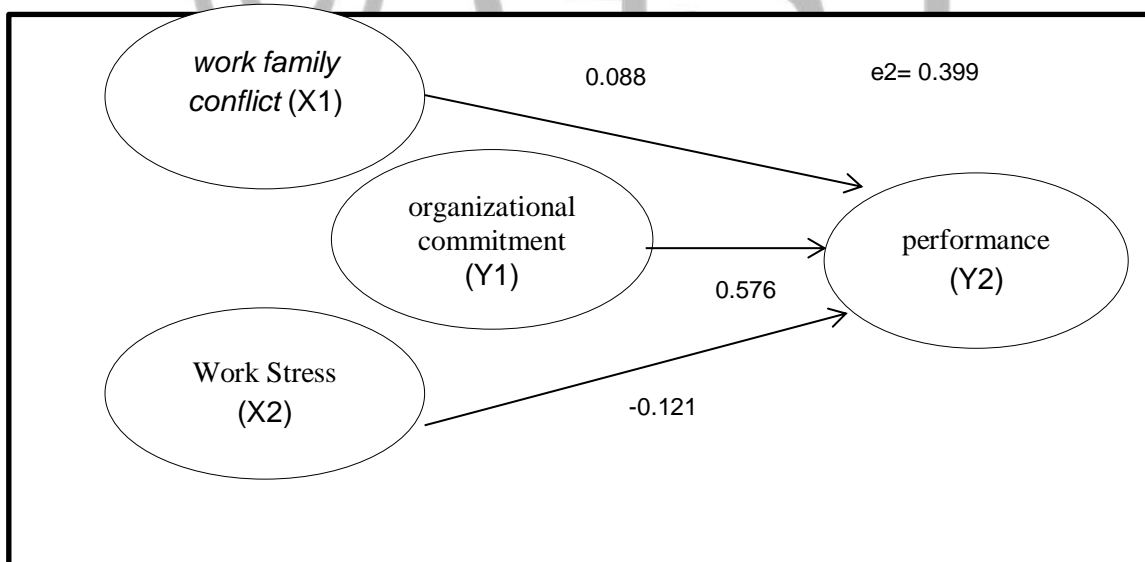 work family
conflict (X1)
0.088
e2= 0.399
organizational
commitment
(Y1)
performance
(Y2)
0.576
Work Stress
(X2)
-0.121